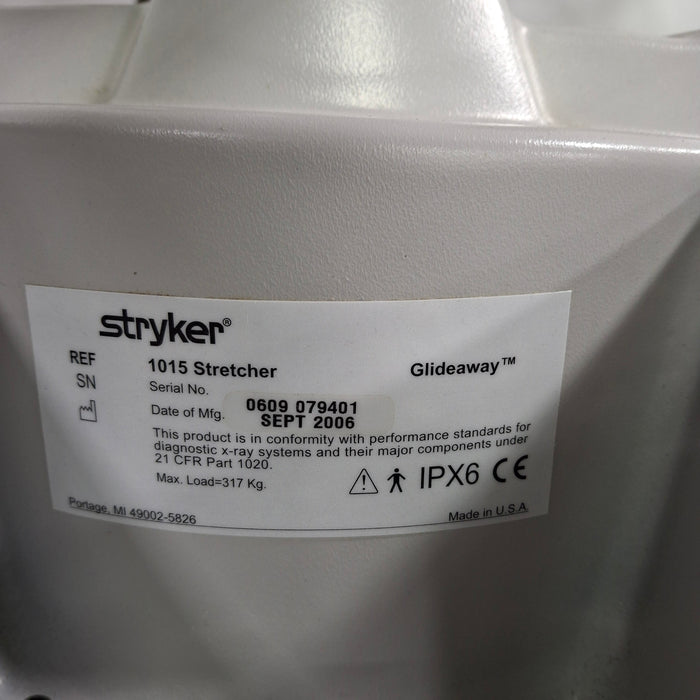 stryker®
REF 1015 Stretcher Glideaway™
SN Serial No. 0609 079401
Date of Mfg. SEPT 2006
This product is in conformity with performance standards for
diagnostic x-ray systems and their major components under
21 CFR Part 1020.
Max. Load=317 Kg. IPX6 CE
Portage, MI 49002-5826 Made in U.S.A.